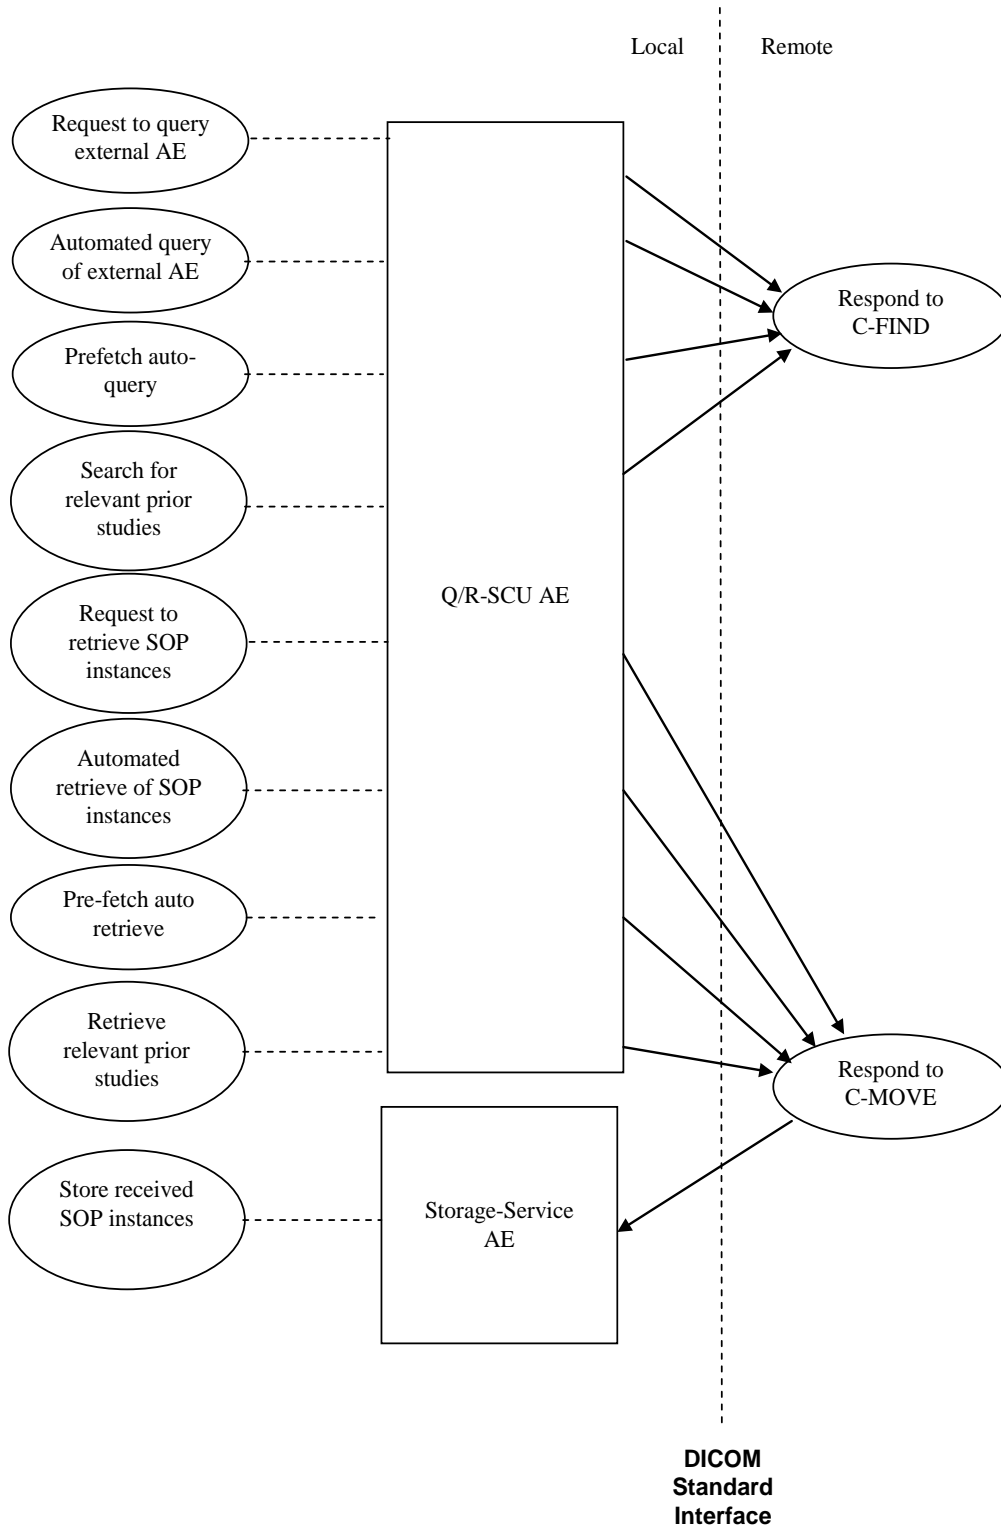 Local
Remote
Request to query
external AE
Automated query
of external AE
Prefetch auto-
query
Search for
relevant prior
studies
Request to
retrieve SOP
instances
Automated
retrieve of SOP
instances
Pre-fetch auto
retrieve
Retrieve
relevant prior
studies
Store received
SOP instances
Q/R-SCU AE
Storage-Service
AE
Respond to
C-FIND
Respond to
C-MOVE
DICOM
Standard
Interface